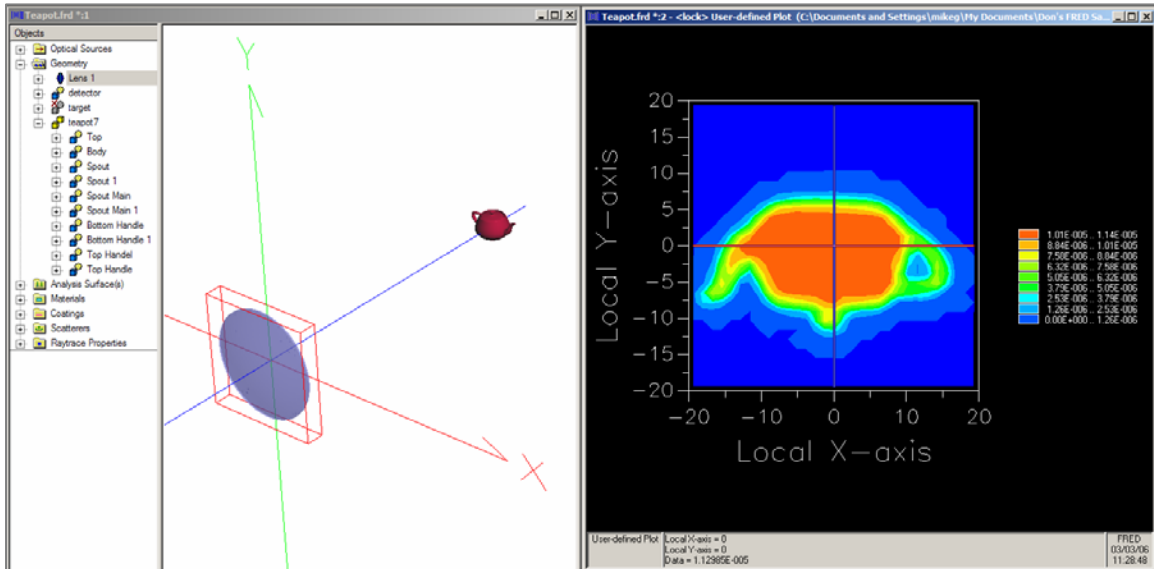 Teapot.frd *:1
Objects
Optical Sources
Geometry
Lens 1
detector
target
teapot7
Top
Body
Spout
Spout 1
Spout Main
Spout Main 1
Bottom Handle
Bottom Handle 1
Top Handel
Top Handle
Analysis Surface(s)
Materials
Coatings
Scatterers
Raytrace Properties
Y
X
Teapot.frd *:2 - <lock> User-defined Plot (C:\Documents and Settings\mikeg\My Documents\Don's FRED Sa...
20
15
10
5
0
-5
-10
-15
-20
Local Y-axis
-20
-10
0
10
20
Local X-axis
1.01E-005 .. 1.14E-005
8.84E-006 .. 1.01E-005
7.58E-006 .. 8.84E-006
6.32E-006 .. 7.58E-006
5.05E-006 .. 6.32E-006
3.79E-006 .. 5.05E-006
2.53E-006 .. 3.79E-006
1.26E-006 .. 2.53E-006
0.00E+000 .. 1.26E-006
User-defined Plot
Local X-axis = 0
Local Y-axis = 0
Data = 1.12985E-005
FRED
03/03/06
11:28:48